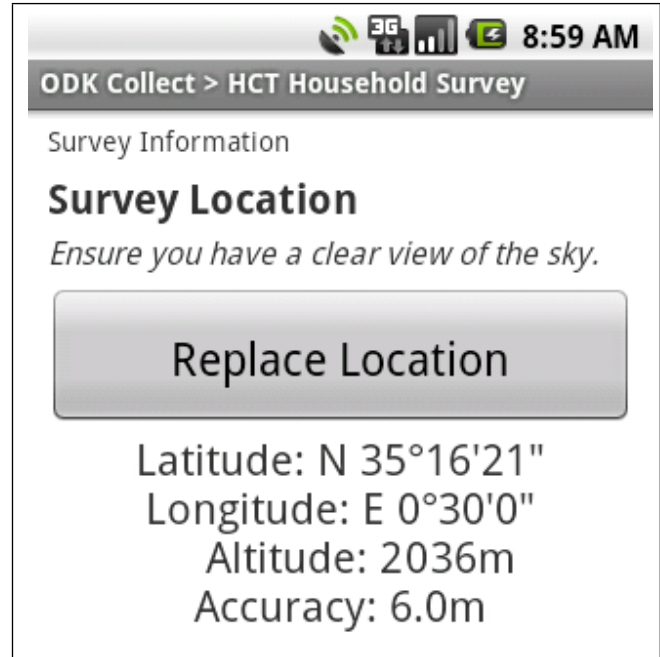 3G 8:59 AM
ODK Collect > HCT Household Survey
Survey Information
Survey Location
Ensure you have a clear view of the sky.
Replace Location
Latitude: N 35°16'21"
Longitude: E 0°30'0"
Altitude: 2036m
Accuracy: 6.0m